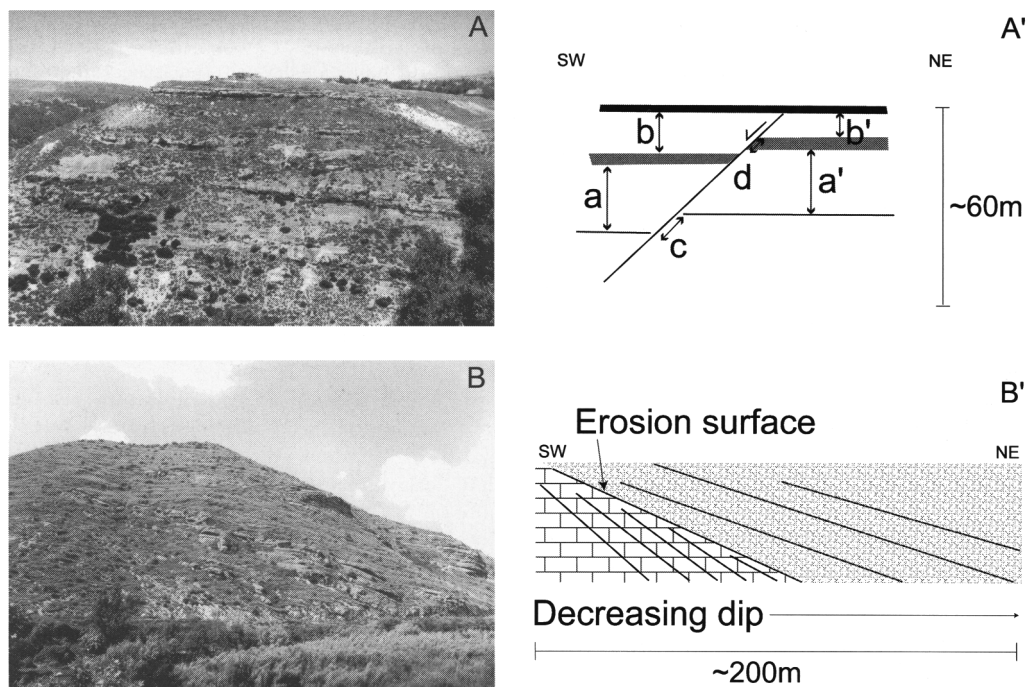 A
A'
SW
NE
b
b'
d
a
a'
~60m
c
B
B'
Erosion surface
SW
NE
Decreasing dip
~200m